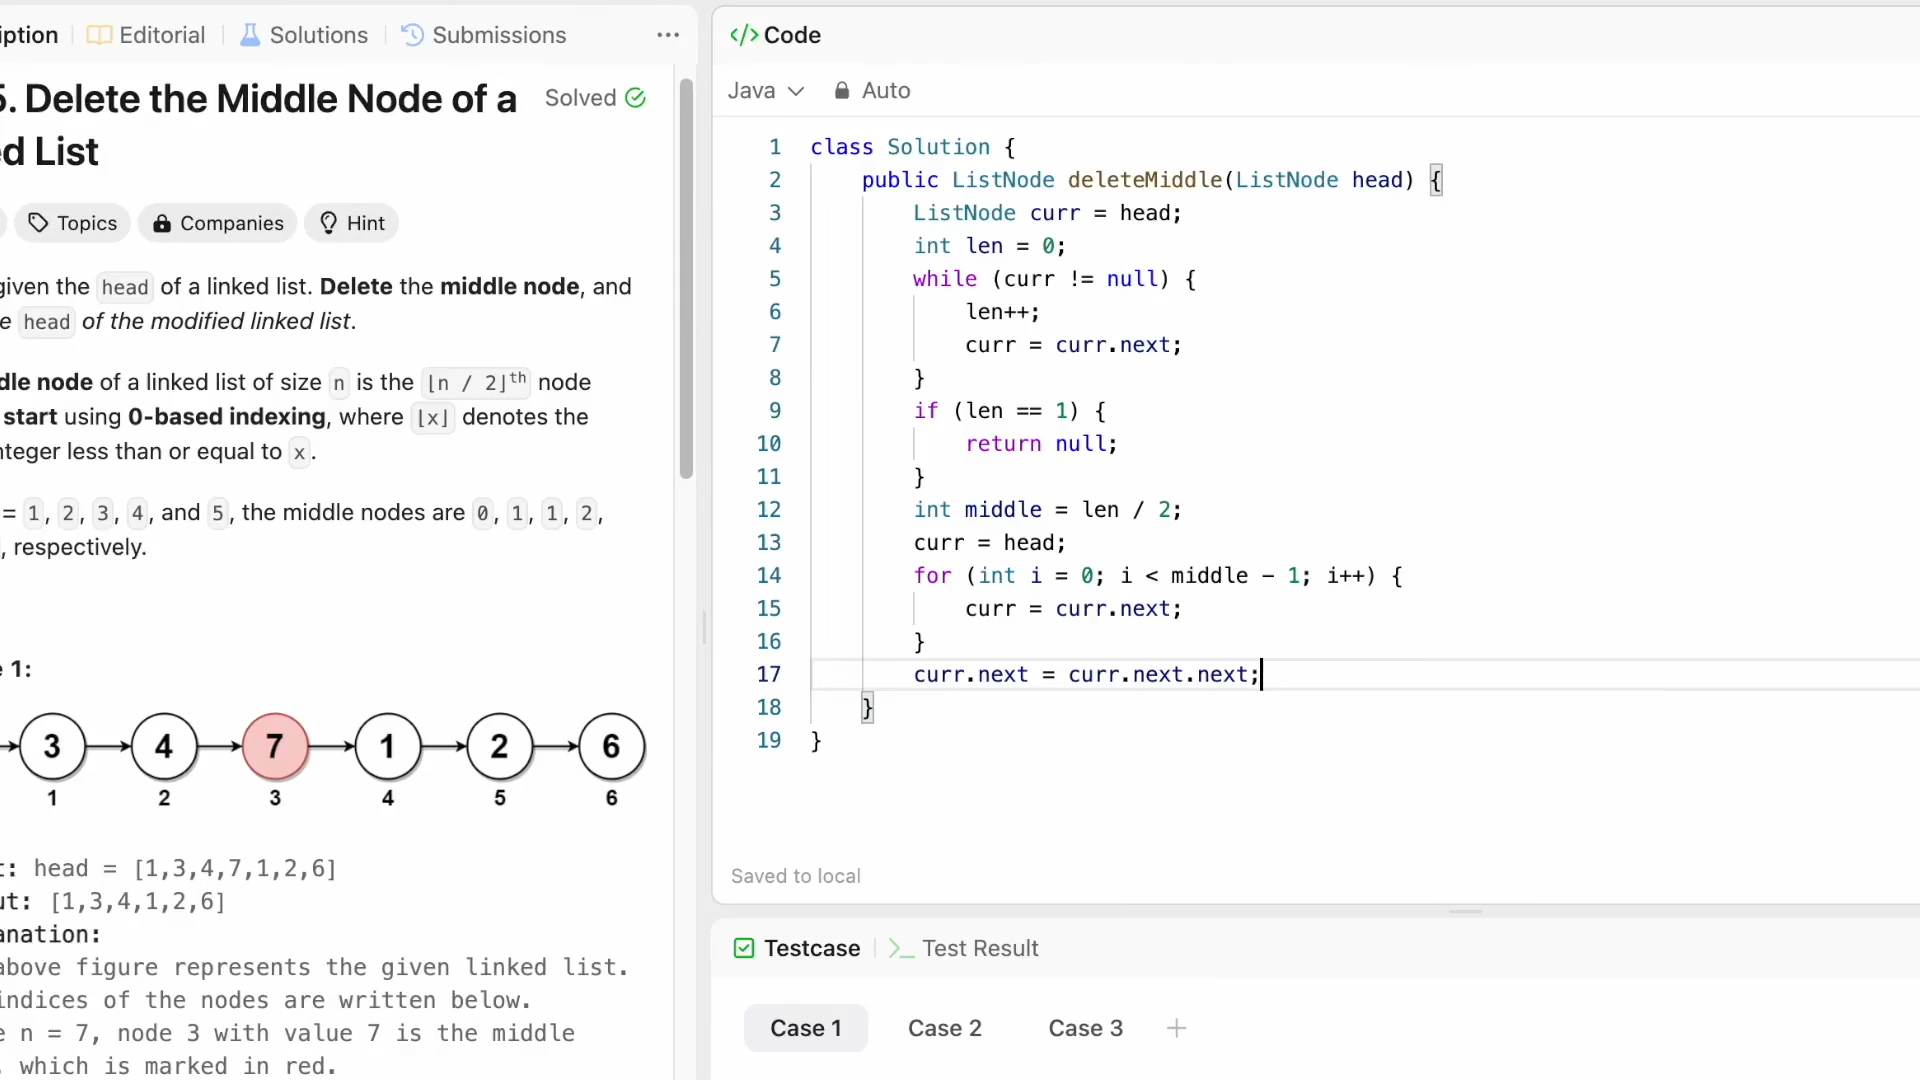 iption Editorial Solutions Submissions
5. Delete the Middle Node of a Solved
ed List
Topics Companies Hint
given the head of a linked list. Delete the middle node, and
e head of the modified linked list.
dle node of a linked list of size n is the ⌊n / 2⌋th node
start using 0-based indexing, where ⌊x⌋ denotes the
nteger less than or equal to x.
= 1, 2, 3, 4, and 5, the middle nodes are 0, 1, 1, 2,
, respectively.
e 1:
3 4 7 1 2 6
1 2 3 4 5 6
t: head = [1,3,4,7,1,2,6]
ut: [1,3,4,1,2,6]
anation:
above figure represents the given linked list.
indices of the nodes are written below.
e n = 7, node 3 with value 7 is the middle
, which is marked in red.
</> Code
Java Auto
1 class Solution {
2 public ListNode deleteMiddle(ListNode head) {
3 ListNode curr = head;
4 int len = 0;
5 while (curr != null) {
6 len++;
7 curr = curr.next;
8 }
9 if (len == 1) {
10 return null;
11 }
12 int middle = len / 2;
13 curr = head;
14 for (int i = 0; i < middle - 1; i++) {
15 curr = curr.next;
16 }
17 curr.next = curr.next.next;
18 }
19 }
Saved to local
Testcase >_ Test Result
Case 1 Case 2 Case 3 +